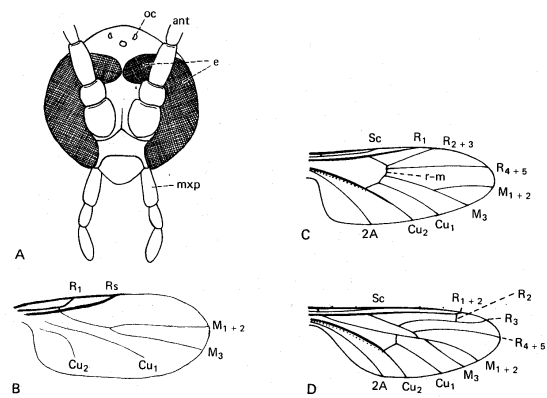 oc
ant
e
mxp
A
R₁
Rs
M₁₊₂
M₃
Cu₁
Cu₂
B
Sc
R₁
R₂₊₃
R₄₊₅
r-m
M₁₊₂
M₃
Cu₁
Cu₂
2A
C
Sc
R₁₊₂
R₂
R₃
R₄₊₅
M₁₊₂
M₃
Cu₁
Cu₂
2A
D